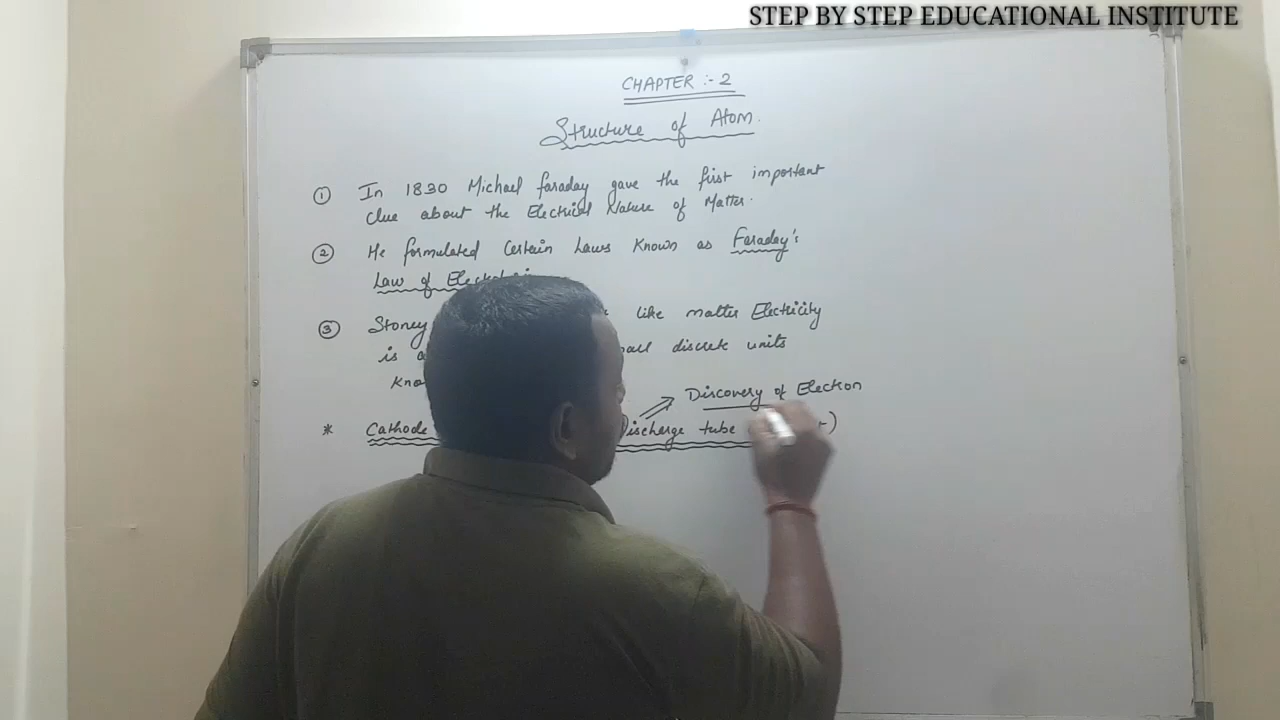 STEP BY STEP EDUCATIONAL INSTITUTE
CHAPTER :- 2
Structure of Atom.
① In 1830 Michael faraday gave the first important
Clue about the Electrical Nature of Matter.
② He formulated Certain Laws Known as Faraday's
Law of
③ Stoney like matter Electricity
is discrete units
Discovery of Electron
* Cathode Discharge tube